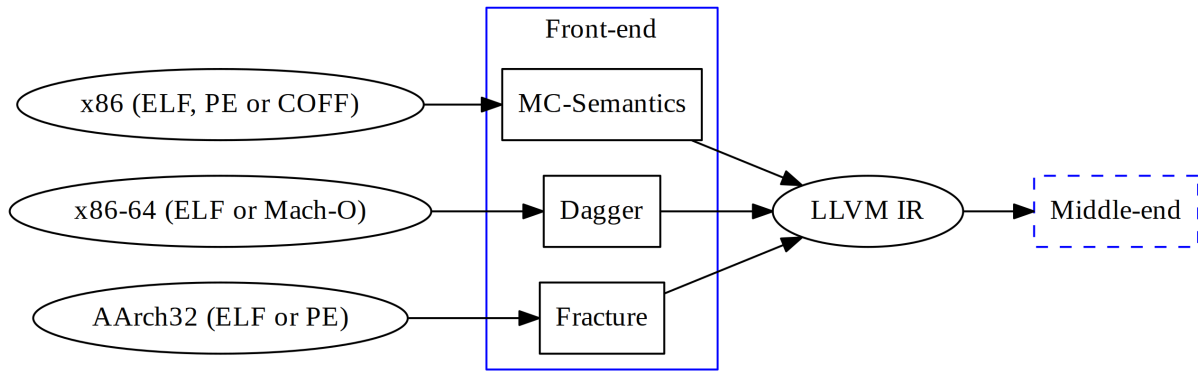 Front-end
x86 (ELF, PE or COFF)
MC-Semantics
x86-64 (ELF or Mach-O)
Dagger
LLVM IR
Middle-end
AArch32 (ELF or PE)
Fracture